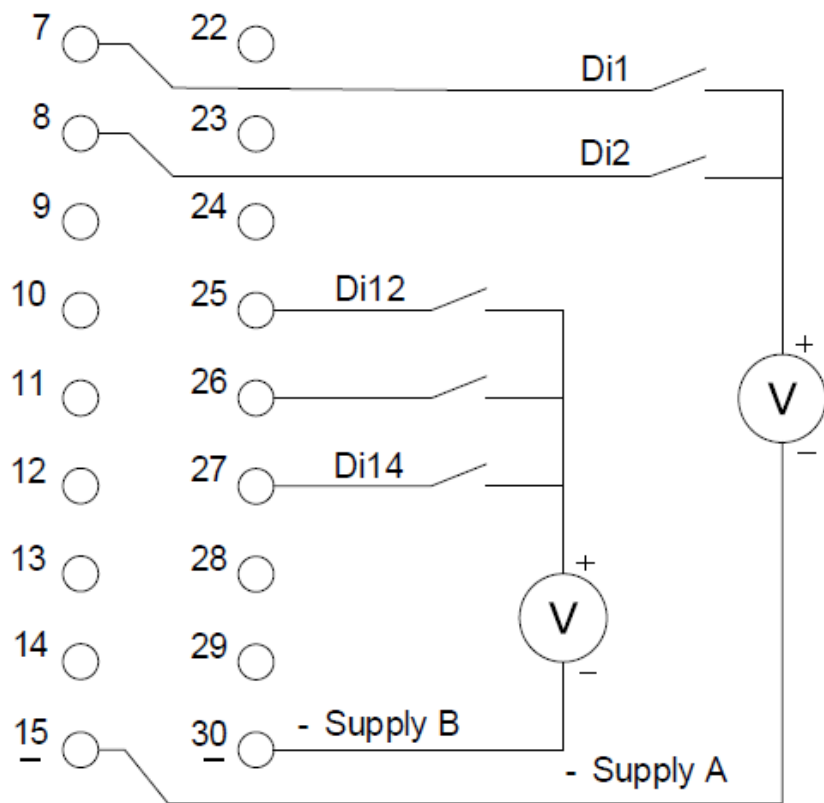 7 22
Di1
8 23
Di2
9 24
10 25 Di12
+
11 26
V
12 27 Di14
–
13 28
+
V
14 29
–
15 30 - Supply B
– –
- Supply A